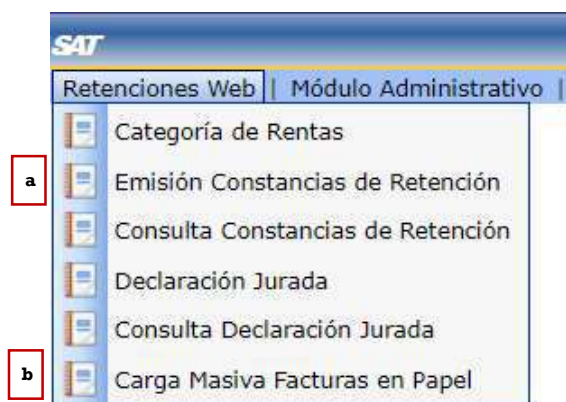 SAT
Retenciones Web | Módulo Administrativo |
Categoría de Rentas
a Emisión Constancias de Retención
Consulta Constancias de Retención
Declaración Jurada
Consulta Declaración Jurada
b Carga Masiva Facturas en Papel